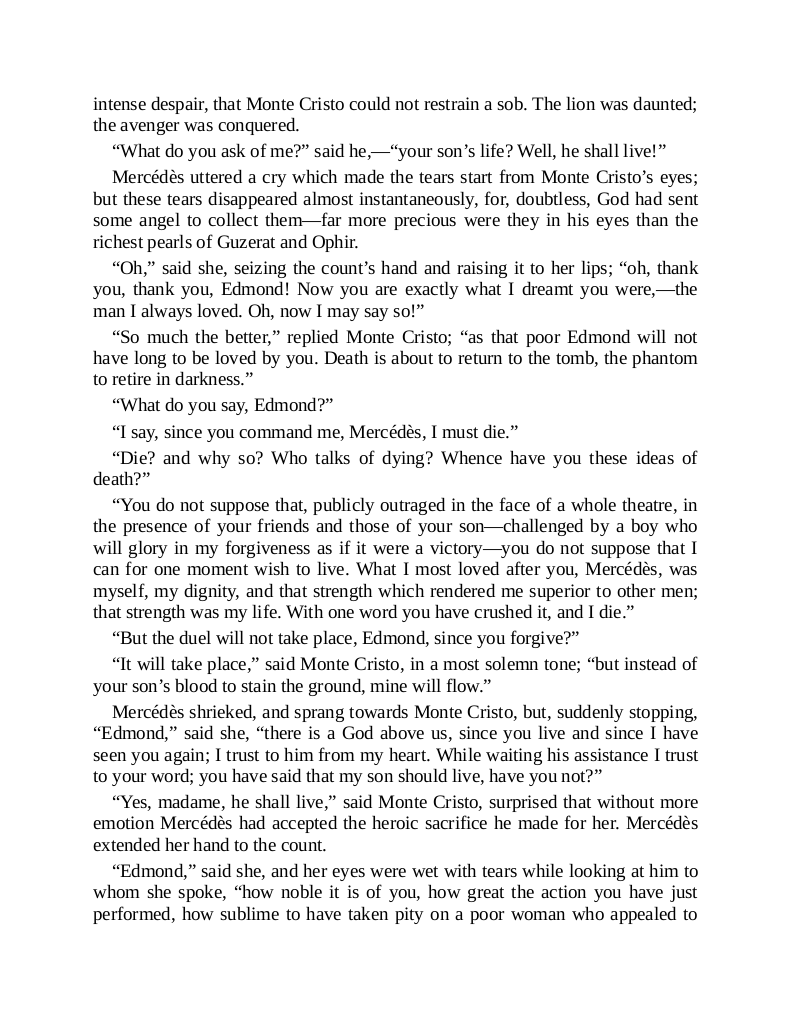 intense despair, that Monte Cristo could not restrain a sob. The lion was daunted;
the avenger was conquered.
“What do you ask of me?” said he,—“your son’s life? Well, he shall live!”
Mercédès uttered a cry which made the tears start from Monte Cristo’s eyes;
but these tears disappeared almost instantaneously, for, doubtless, God had sent
some angel to collect them—far more precious were they in his eyes than the
richest pearls of Guzerat and Ophir.
“Oh,” said she, seizing the count’s hand and raising it to her lips; “oh, thank
you, thank you, Edmond! Now you are exactly what I dreamt you were,—the
man I always loved. Oh, now I may say so!”
“So much the better,” replied Monte Cristo; “as that poor Edmond will not
have long to be loved by you. Death is about to return to the tomb, the phantom
to retire in darkness.”
“What do you say, Edmond?”
“I say, since you command me, Mercédès, I must die.”
“Die? and why so? Who talks of dying? Whence have you these ideas of
death?”
“You do not suppose that, publicly outraged in the face of a whole theatre, in
the presence of your friends and those of your son—challenged by a boy who
will glory in my forgiveness as if it were a victory—you do not suppose that I
can for one moment wish to live. What I most loved after you, Mercédès, was
myself, my dignity, and that strength which rendered me superior to other men;
that strength was my life. With one word you have crushed it, and I die.”
“But the duel will not take place, Edmond, since you forgive?”
“It will take place,” said Monte Cristo, in a most solemn tone; “but instead of
your son’s blood to stain the ground, mine will flow.”
Mercédès shrieked, and sprang towards Monte Cristo, but, suddenly stopping,
“Edmond,” said she, “there is a God above us, since you live and since I have
seen you again; I trust to him from my heart. While waiting his assistance I trust
to your word; you have said that my son should live, have you not?”
“Yes, madame, he shall live,” said Monte Cristo, surprised that without more
emotion Mercédès had accepted the heroic sacrifice he made for her. Mercédès
extended her hand to the count.
“Edmond,” said she, and her eyes were wet with tears while looking at him to
whom she spoke, “how noble it is of you, how great the action you have just
performed, how sublime to have taken pity on a poor woman who appealed to